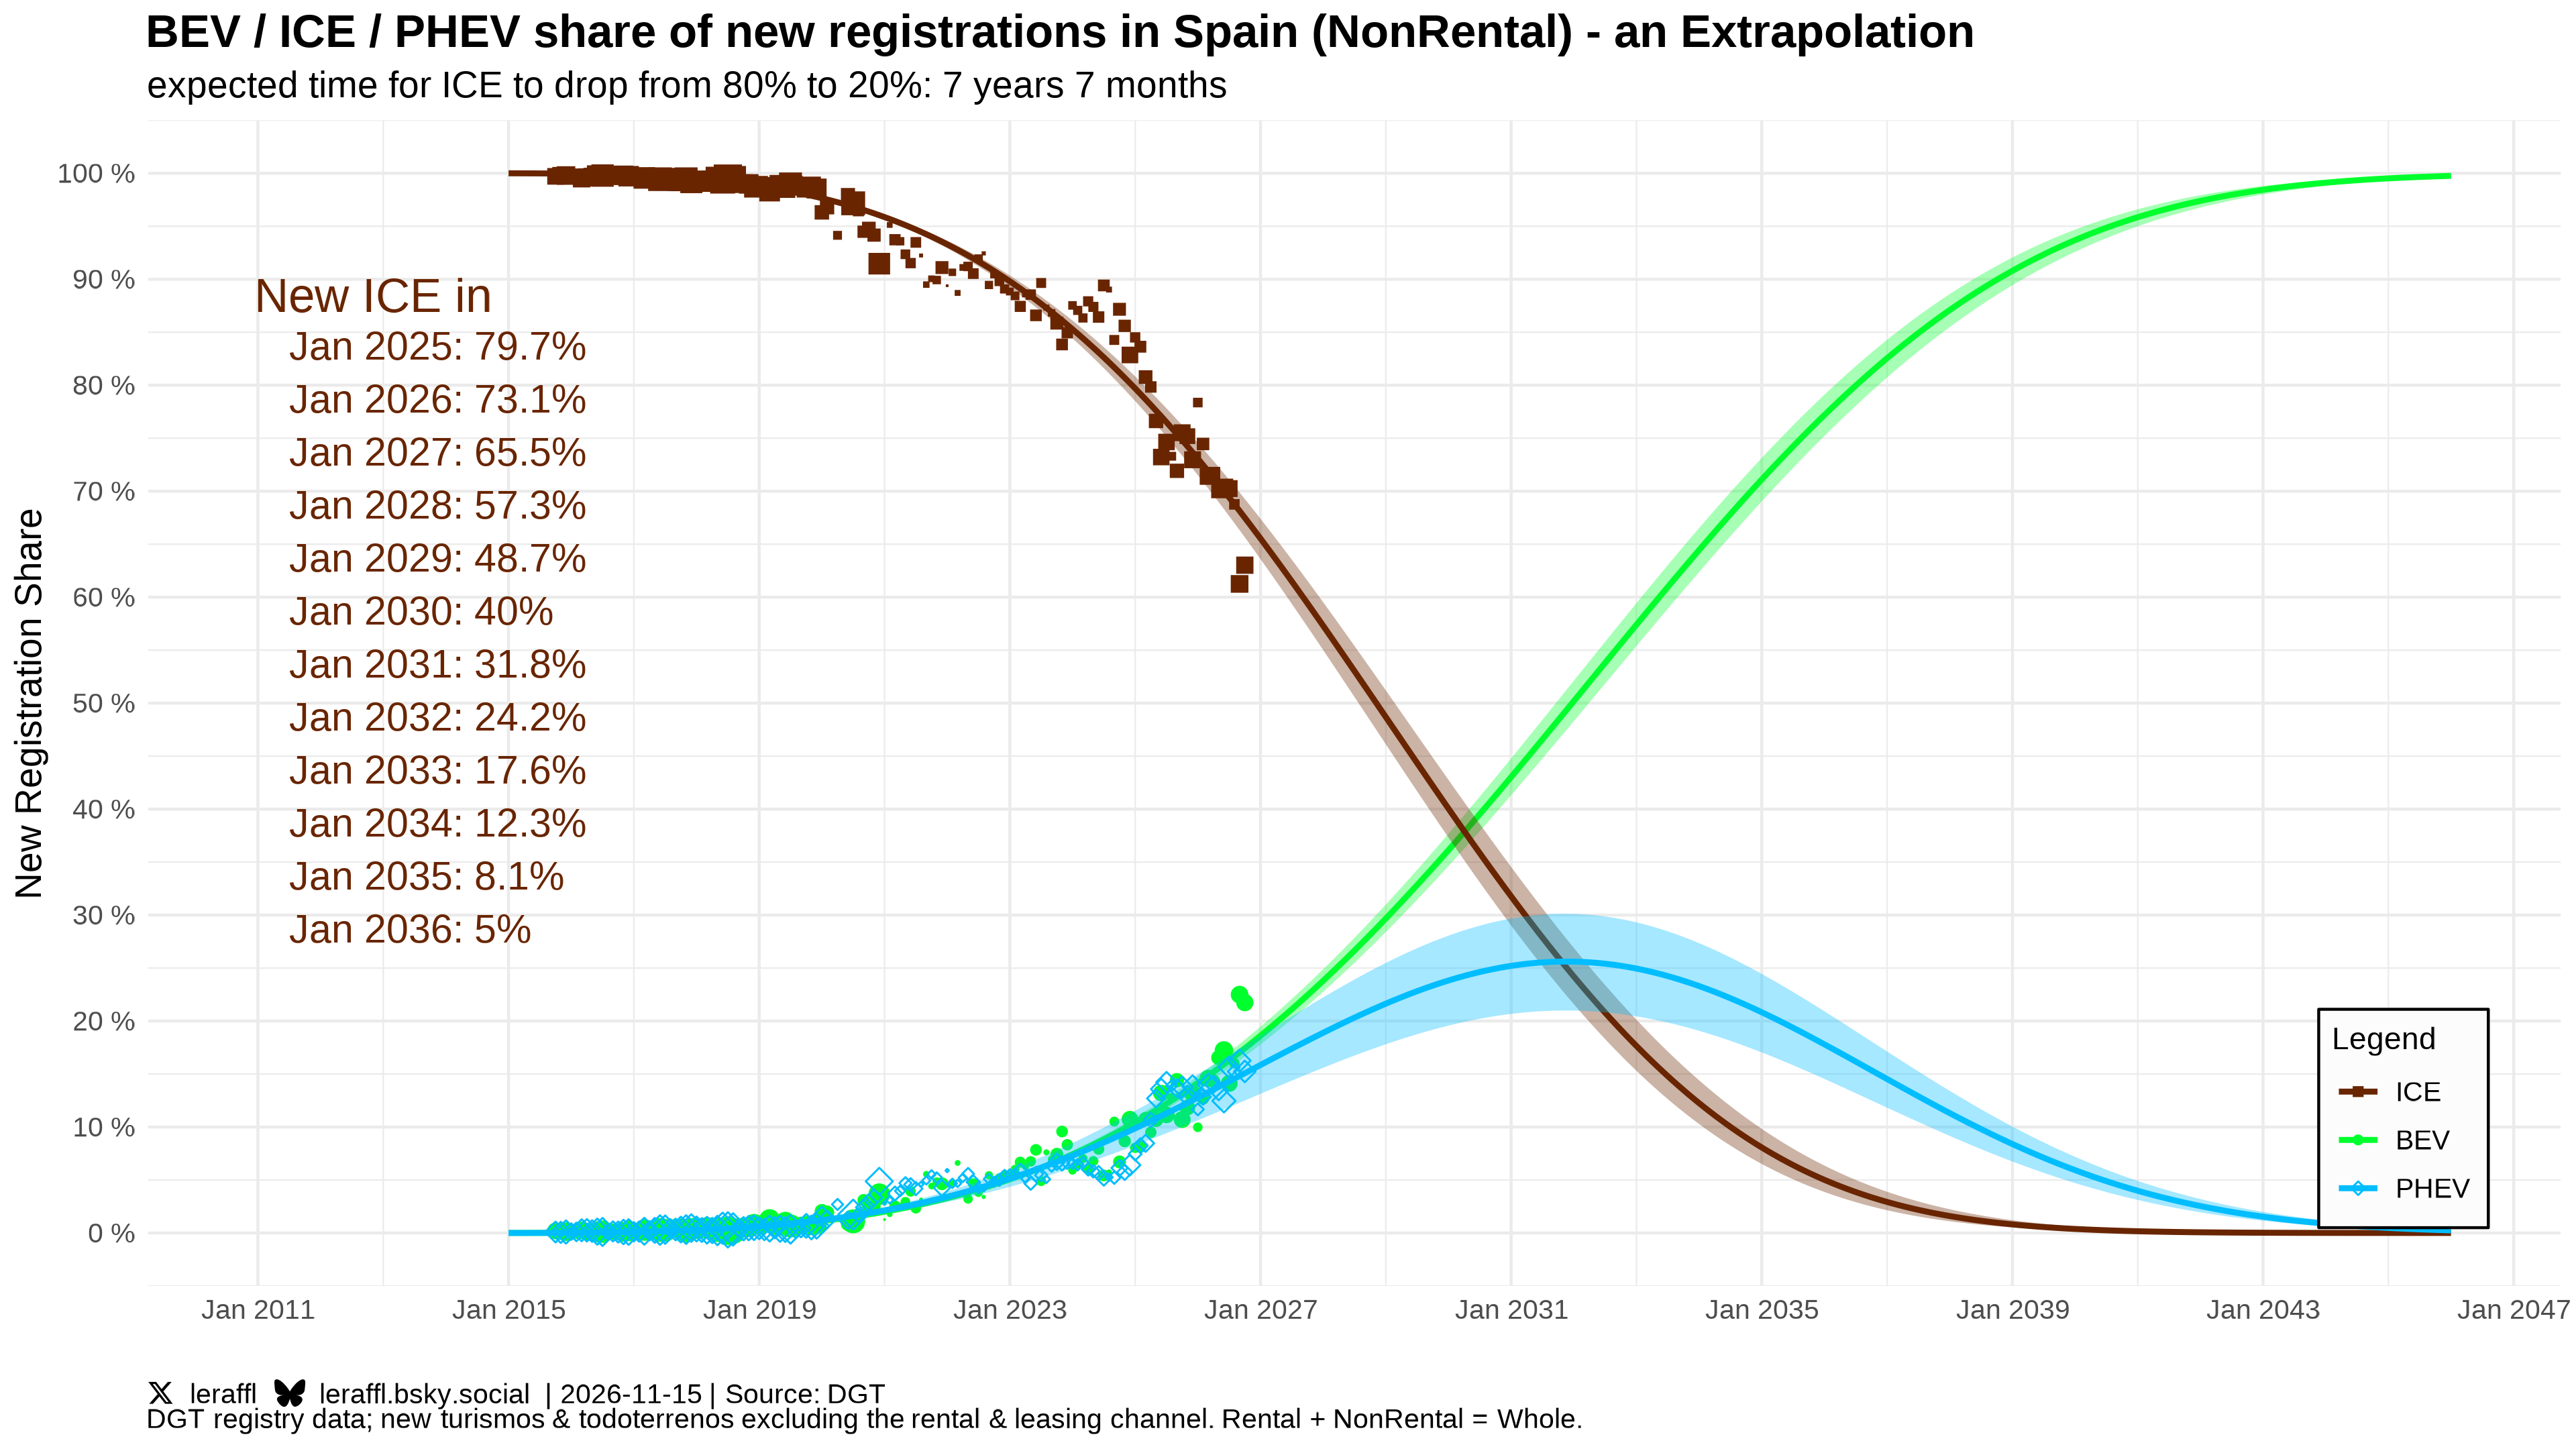 BEV / ICE / PHEV share of new registrations in Spain (NonRental) - an Extrapolation
expected time for ICE to drop from 80% to 20%: 7 years 7 months
New Registration Share
100 %
90 %
80 %
70 %
60 %
50 %
40 %
30 %
20 %
10 %
0 %
New ICE in
Jan 2025: 79.7%
Jan 2026: 73.1%
Jan 2027: 65.5%
Jan 2028: 57.3%
Jan 2029: 48.7%
Jan 2030: 40%
Jan 2031: 31.8%
Jan 2032: 24.2%
Jan 2033: 17.6%
Jan 2034: 12.3%
Jan 2035: 8.1%
Jan 2036: 5%
Legend
ICE
BEV
PHEV
Jan 2011 Jan 2015 Jan 2019 Jan 2023 Jan 2027 Jan 2031 Jan 2035 Jan 2039 Jan 2043 Jan 2047
leraffl leraffl.bsky.social | 2026-11-15 | Source: DGT
DGT registry data; new turismos & todoterrenos excluding the rental & leasing channel. Rental + NonRental = Whole.